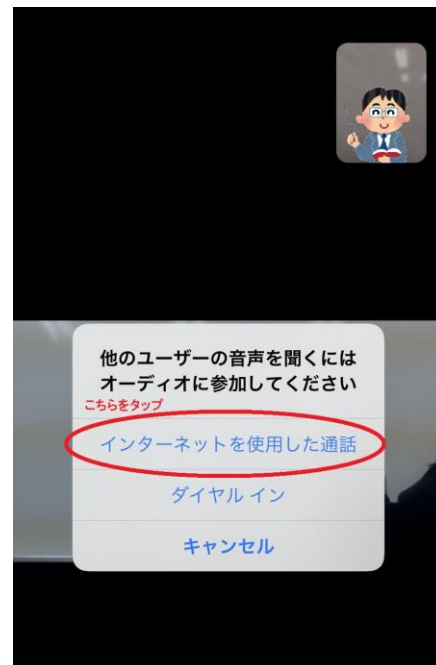 他のユーザーの音声を聞くには
オーディオに参加してください
こちらをタップ
インターネットを使用した通話
ダイヤル イン
キャンセル